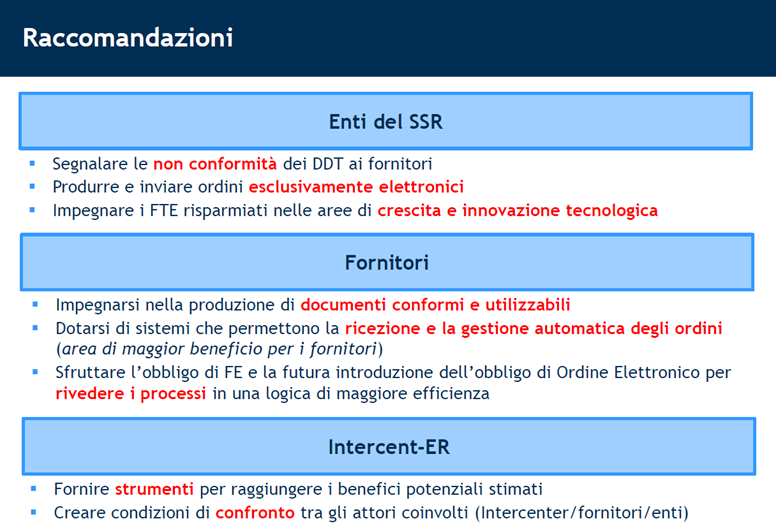 Raccomandazioni
Enti del SSR
▪ Segnalare le non conformità dei DDT ai fornitori
▪ Produrre e inviare ordini esclusivamente elettronici
▪ Impegnare i FTE risparmiati nelle aree di crescita e innovazione tecnologica
Fornitori
▪ Impegnarsi nella produzione di documenti conformi e utilizzabili
▪ Dotarsi di sistemi che permettono la ricezione e la gestione automatica degli ordini
(area di maggior beneficio per i fornitori)
▪ Sfruttare l’obbligo di FE e la futura introduzione dell’obbligo di Ordine Elettronico per
rivedere i processi in una logica di maggiore efficienza
Intercent-ER
▪ Fornire strumenti per raggiungere i benefici potenziali stimati
▪ Creare condizioni di confronto tra gli attori coinvolti (Intercenter/fornitori/enti)